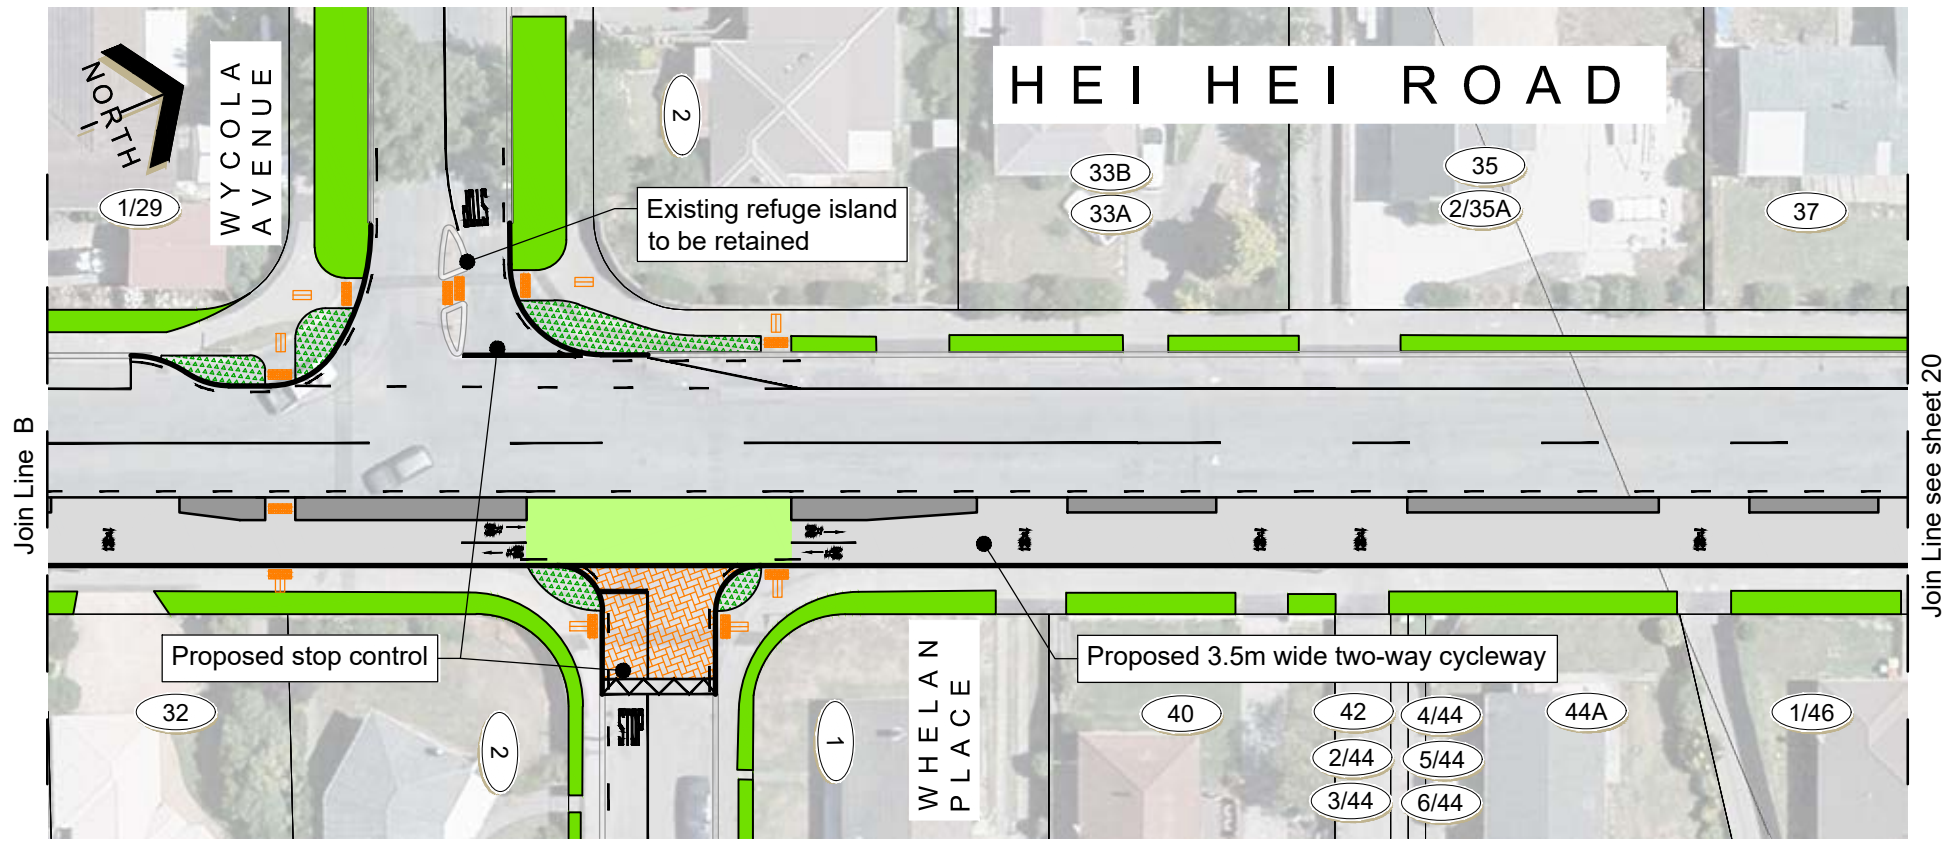 NORTH
WYCOLA
AVENUE
HEI HEI ROAD
2
1/29
33B
33A
35
2/35A
37
Existing refuge island
to be retained
Join Line B
Join Line see sheet 20
Proposed stop control
Proposed 3.5m wide two-way cycleway
WHELAN
PLACE
32
2
1
40
42
2/44
3/44
4/44
5/44
6/44
44A
1/46